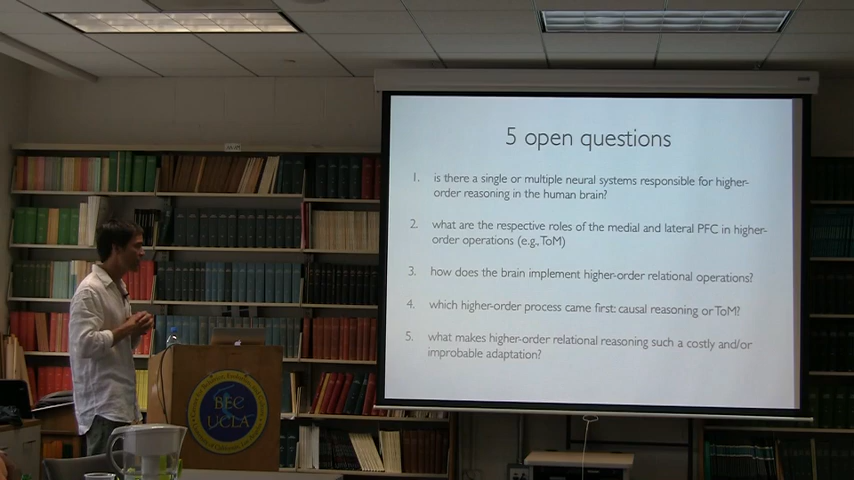 5 open questions
1. is there a single or multiple neural systems responsible for higher-
order reasoning in the human brain?
2. what are the respective roles of the medial and lateral PFC in higher-
order operations (e.g., ToM)
3. how does the brain implement higher-order relational operations?
4. which higher-order process came first: causal reasoning or ToM?
5. what makes higher-order relational reasoning such a costly and/or
improbable adaptation?
BEC
UCLA